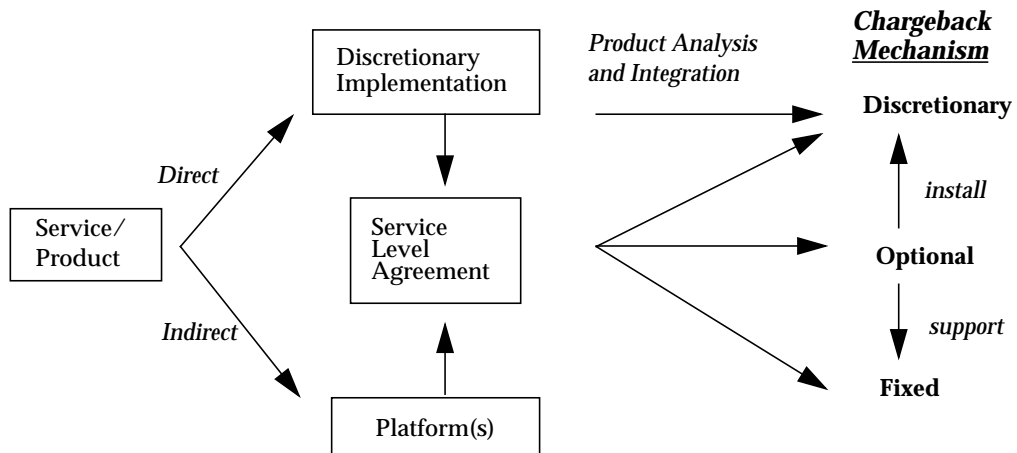 Discretionary
Implementation
Product Analysis
and Integration
Chargeback
Mechanism
Discretionary
Direct
install
Service/
Product
Service
Level
Agreement
Optional
Indirect
support
Fixed
Platform(s)